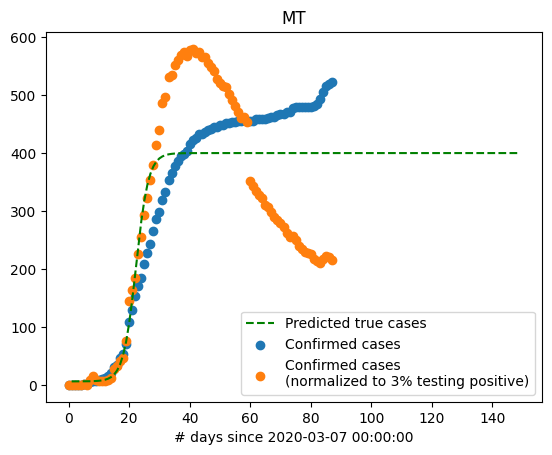 MT
600
500
400
300
200
100
0
Predicted true cases
Confirmed cases
Confirmed cases
(normalized to 3% testing positive)
0 20 40 60 80 100 120 140
# days since 2020-03-07 00:00:00